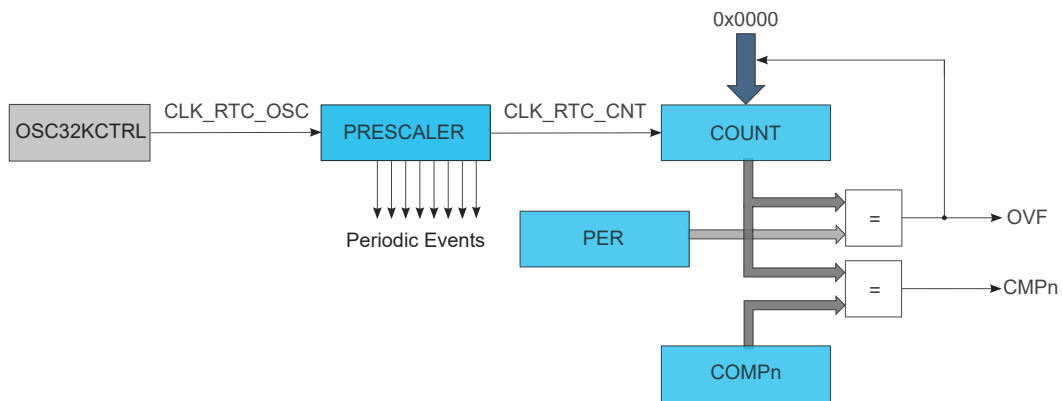 0x0000
CLK_RTC_OSC
CLK_RTC_CNT
OSC32KCTRL
PRESCALER
COUNT
Periodic Events
PER
=
OVF
=
CMPn
COMPn